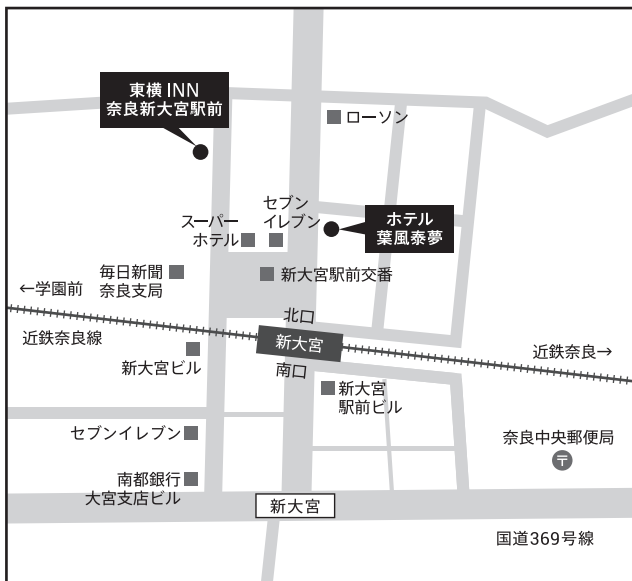 東横 INN
奈良新大宮駅前
ローソン
セブン
イレブン
スーパー
ホテル
ホテル
葉風泰夢
毎日新聞
奈良支局
新大宮駅前交番
←学園前
北口
近鉄奈良線
新大宮
近鉄奈良→
新大宮ビル
南口
新大宮
駅前ビル
セブンイレブン
奈良中央郵便局
〒
南都銀行
大宮支店ビル
新大宮
国道369号線